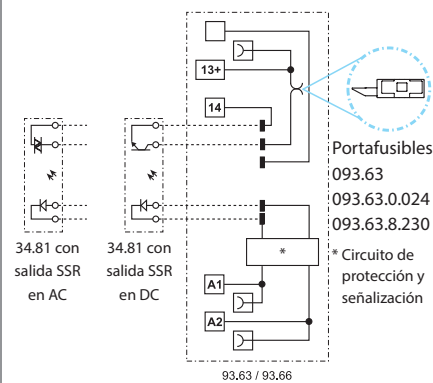 13+
14
Portafusibles
093.63
093.63.0.024
093.63.8.230
34.81 con
salida SSR
en AC
34.81 con
salida SSR
en DC
*
* Circuito de
protección y
señalización
A1
A2
93.63 / 93.66